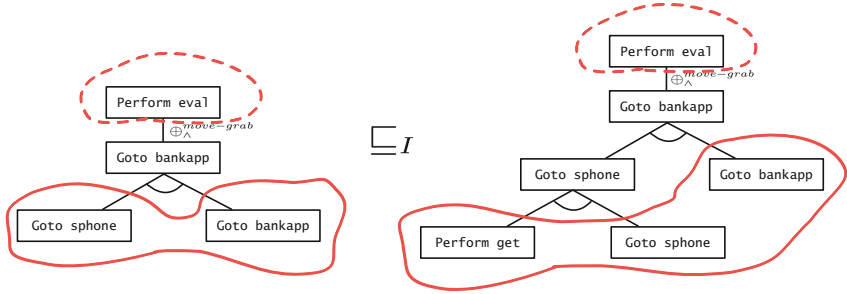 Perform eval
⊕∧^move−grab
Goto bankapp
Goto sphone
Goto bankapp
⊑I
Perform eval
⊕∧^move−grab
Goto bankapp
Goto sphone
Goto bankapp
Perform get
Goto sphone